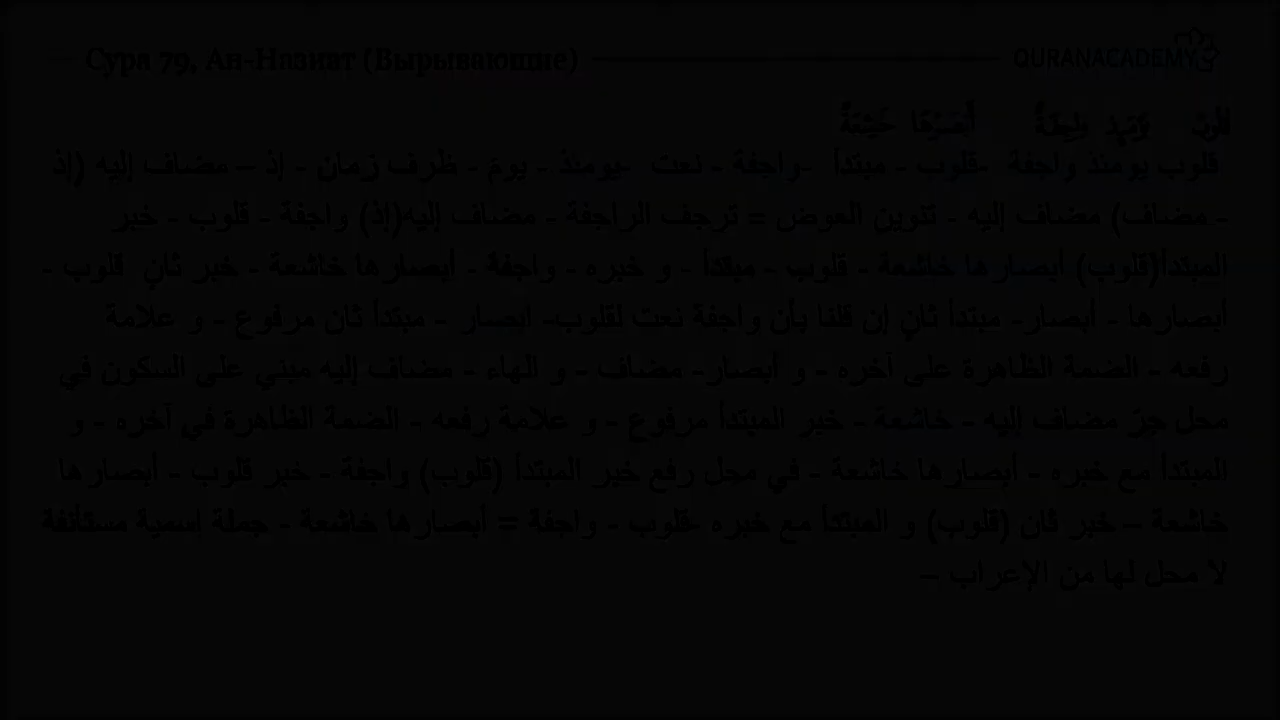 Сура 79, Ан-Назиат (Вырывающие)
QURANACADEMY
قلوب يومئذ واجفة -قلوب - مبتدأ -واجفة - نعت -يومئذ - يومَ - ظرف زمان - إذ – مضاف إليه (إذ
- مضاف) مضاف إليه - تنوين العوض = ترجف الراجفة - مضاف إليه(إذ) واجفة - قلوب - خبر
المبتدأ(قلوب) أبصارها خاشعة - قلوب - مبتدأ - و خبره - واجفة - أبصارها خاشعة - خبر ثانٍ قلوب -
أبصارها - أبصار- مبتدأ ثانٍ إن قلنا بأن واجفة نعت لقلوب- أبصار - مبتدأ ثان مرفوع - و علامة
رفعه - الضمة الظاهرة على آخره - و أبصار- مضاف - و الهاء - مضاف إليه مبني على السكون في
محل جرّ مضاف إليه - خاشعة - خبر المبتدأ مرفوع - و علامة رفعه - الضمة الظاهرة في آخره - و
المبتدأ مع خبره - أبصارها خاشعة - في محل رفع خبر المبتدأ (قلوب) واجفة - خبر قلوب - أبصارها
خاشعة – خبر ثان (قلوب) و المبتدأ مع خبره قلوب - واجفة = أبصارها خاشعة - جملة اسمية مستأنفة
لا محل لها من الإعراب –